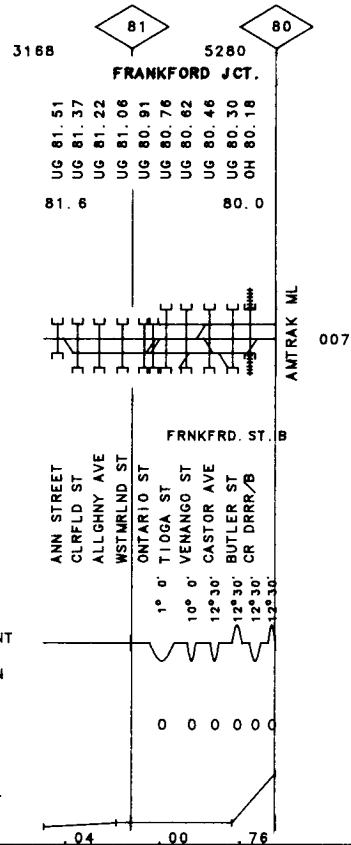 81
80
3168
5280
FRANKFORD JCT.
UG 81.51
UG 81.37
UG 81.22
UG 81.06
UG 80.91
UG 80.76
UG 80.62
UG 80.46
UG 80.30
OH 80.18
81.6
80.0
AMTRAK ML
007
FRNKFRD. ST.B
ANN STREET
CLRFLD ST
ALLGHNY AVE
WSTMRLND ST
ONTARIO ST
TIOGA ST
VENANGO ST
CASTOR AVE
BUTLER ST
CR DRRR/B
1° 0'
10° 0'
12°30'
12°30'
12°30'
12°30'
NT
N
0 0 0 0 0 0
.04
.00
.76